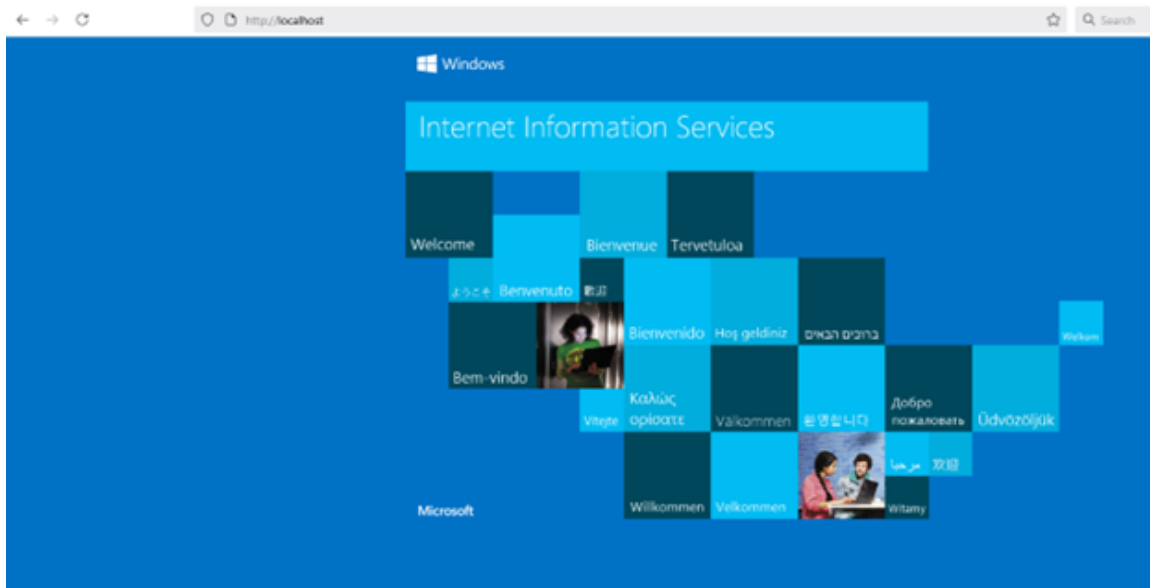 http://localhost
Search
Windows
Internet Information Services
Welcome
Bienvenue
Tervetuloa
ようこそ
Benvenuto
歡迎
Bienvenido
Hoş geldiniz
ברוכים הבאים
Welkom
Bem-vindo
Vítejte
Καλώς
ορίσατε
Välkommen
환영합니다
Добро
пожаловать
Üdvözöljük
مرحبا
欢迎
Microsoft
Willkommen
Velkommen
Witamy